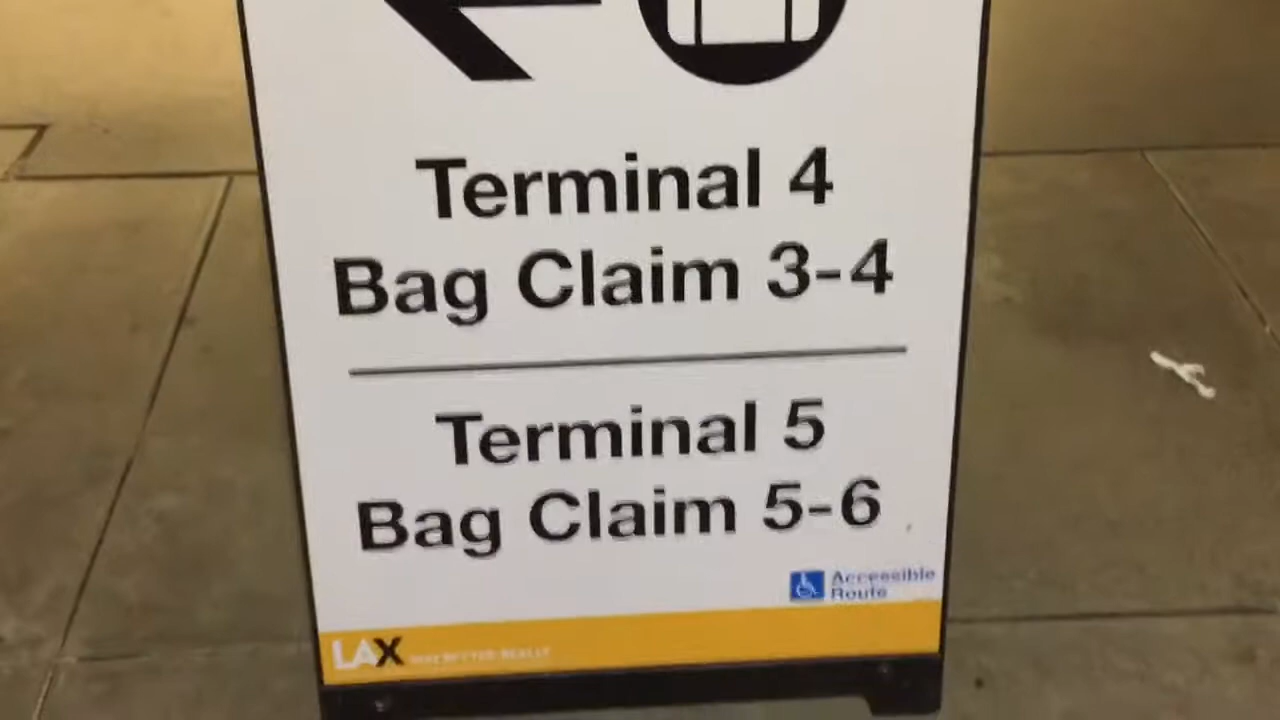 Terminal 4
Bag Claim 3-4
Terminal 5
Bag Claim 5-6
Accessible
Route
LAX